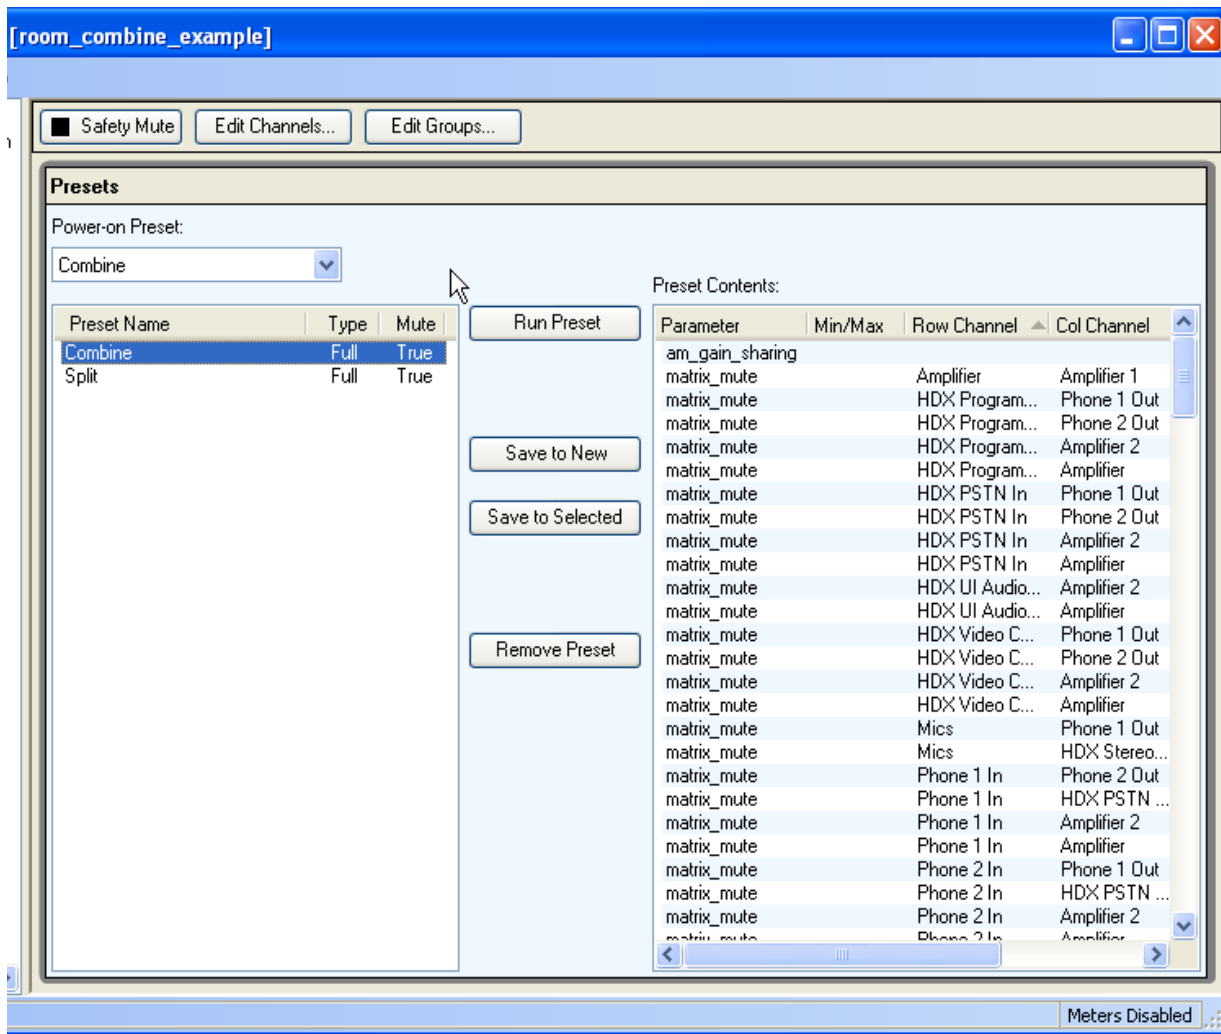 [room_combine_example]
Safety Mute Edit Channels... Edit Groups...
Presets
Power-on Preset:
Combine
Preset Name Type Mute
Combine Full True
Split Full True
Run Preset
Save to New
Save to Selected
Remove Preset
Preset Contents:
Parameter Min/Max Row Channel Col Channel
am_gain_sharing
matrix_mute Amplifier Amplifier 1
matrix_mute HDX Program... Phone 1 Out
matrix_mute HDX Program... Phone 2 Out
matrix_mute HDX Program... Amplifier 2
matrix_mute HDX Program... Amplifier
matrix_mute HDX PSTN In Phone 1 Out
matrix_mute HDX PSTN In Phone 2 Out
matrix_mute HDX PSTN In Amplifier 2
matrix_mute HDX PSTN In Amplifier
matrix_mute HDX UI Audio... Amplifier 2
matrix_mute HDX UI Audio... Amplifier
matrix_mute HDX Video C... Phone 1 Out
matrix_mute HDX Video C... Phone 2 Out
matrix_mute HDX Video C... Amplifier 2
matrix_mute HDX Video C... Amplifier
matrix_mute Mics Phone 1 Out
matrix_mute Mics HDX Stereo...
matrix_mute Phone 1 In Phone 2 Out
matrix_mute Phone 1 In HDX PSTN ...
matrix_mute Phone 1 In Amplifier 2
matrix_mute Phone 1 In Amplifier
matrix_mute Phone 2 In Phone 1 Out
matrix_mute Phone 2 In HDX PSTN ...
matrix_mute Phone 2 In Amplifier 2
matrix_mute Phone 2 In Amplifier
Meters Disabled